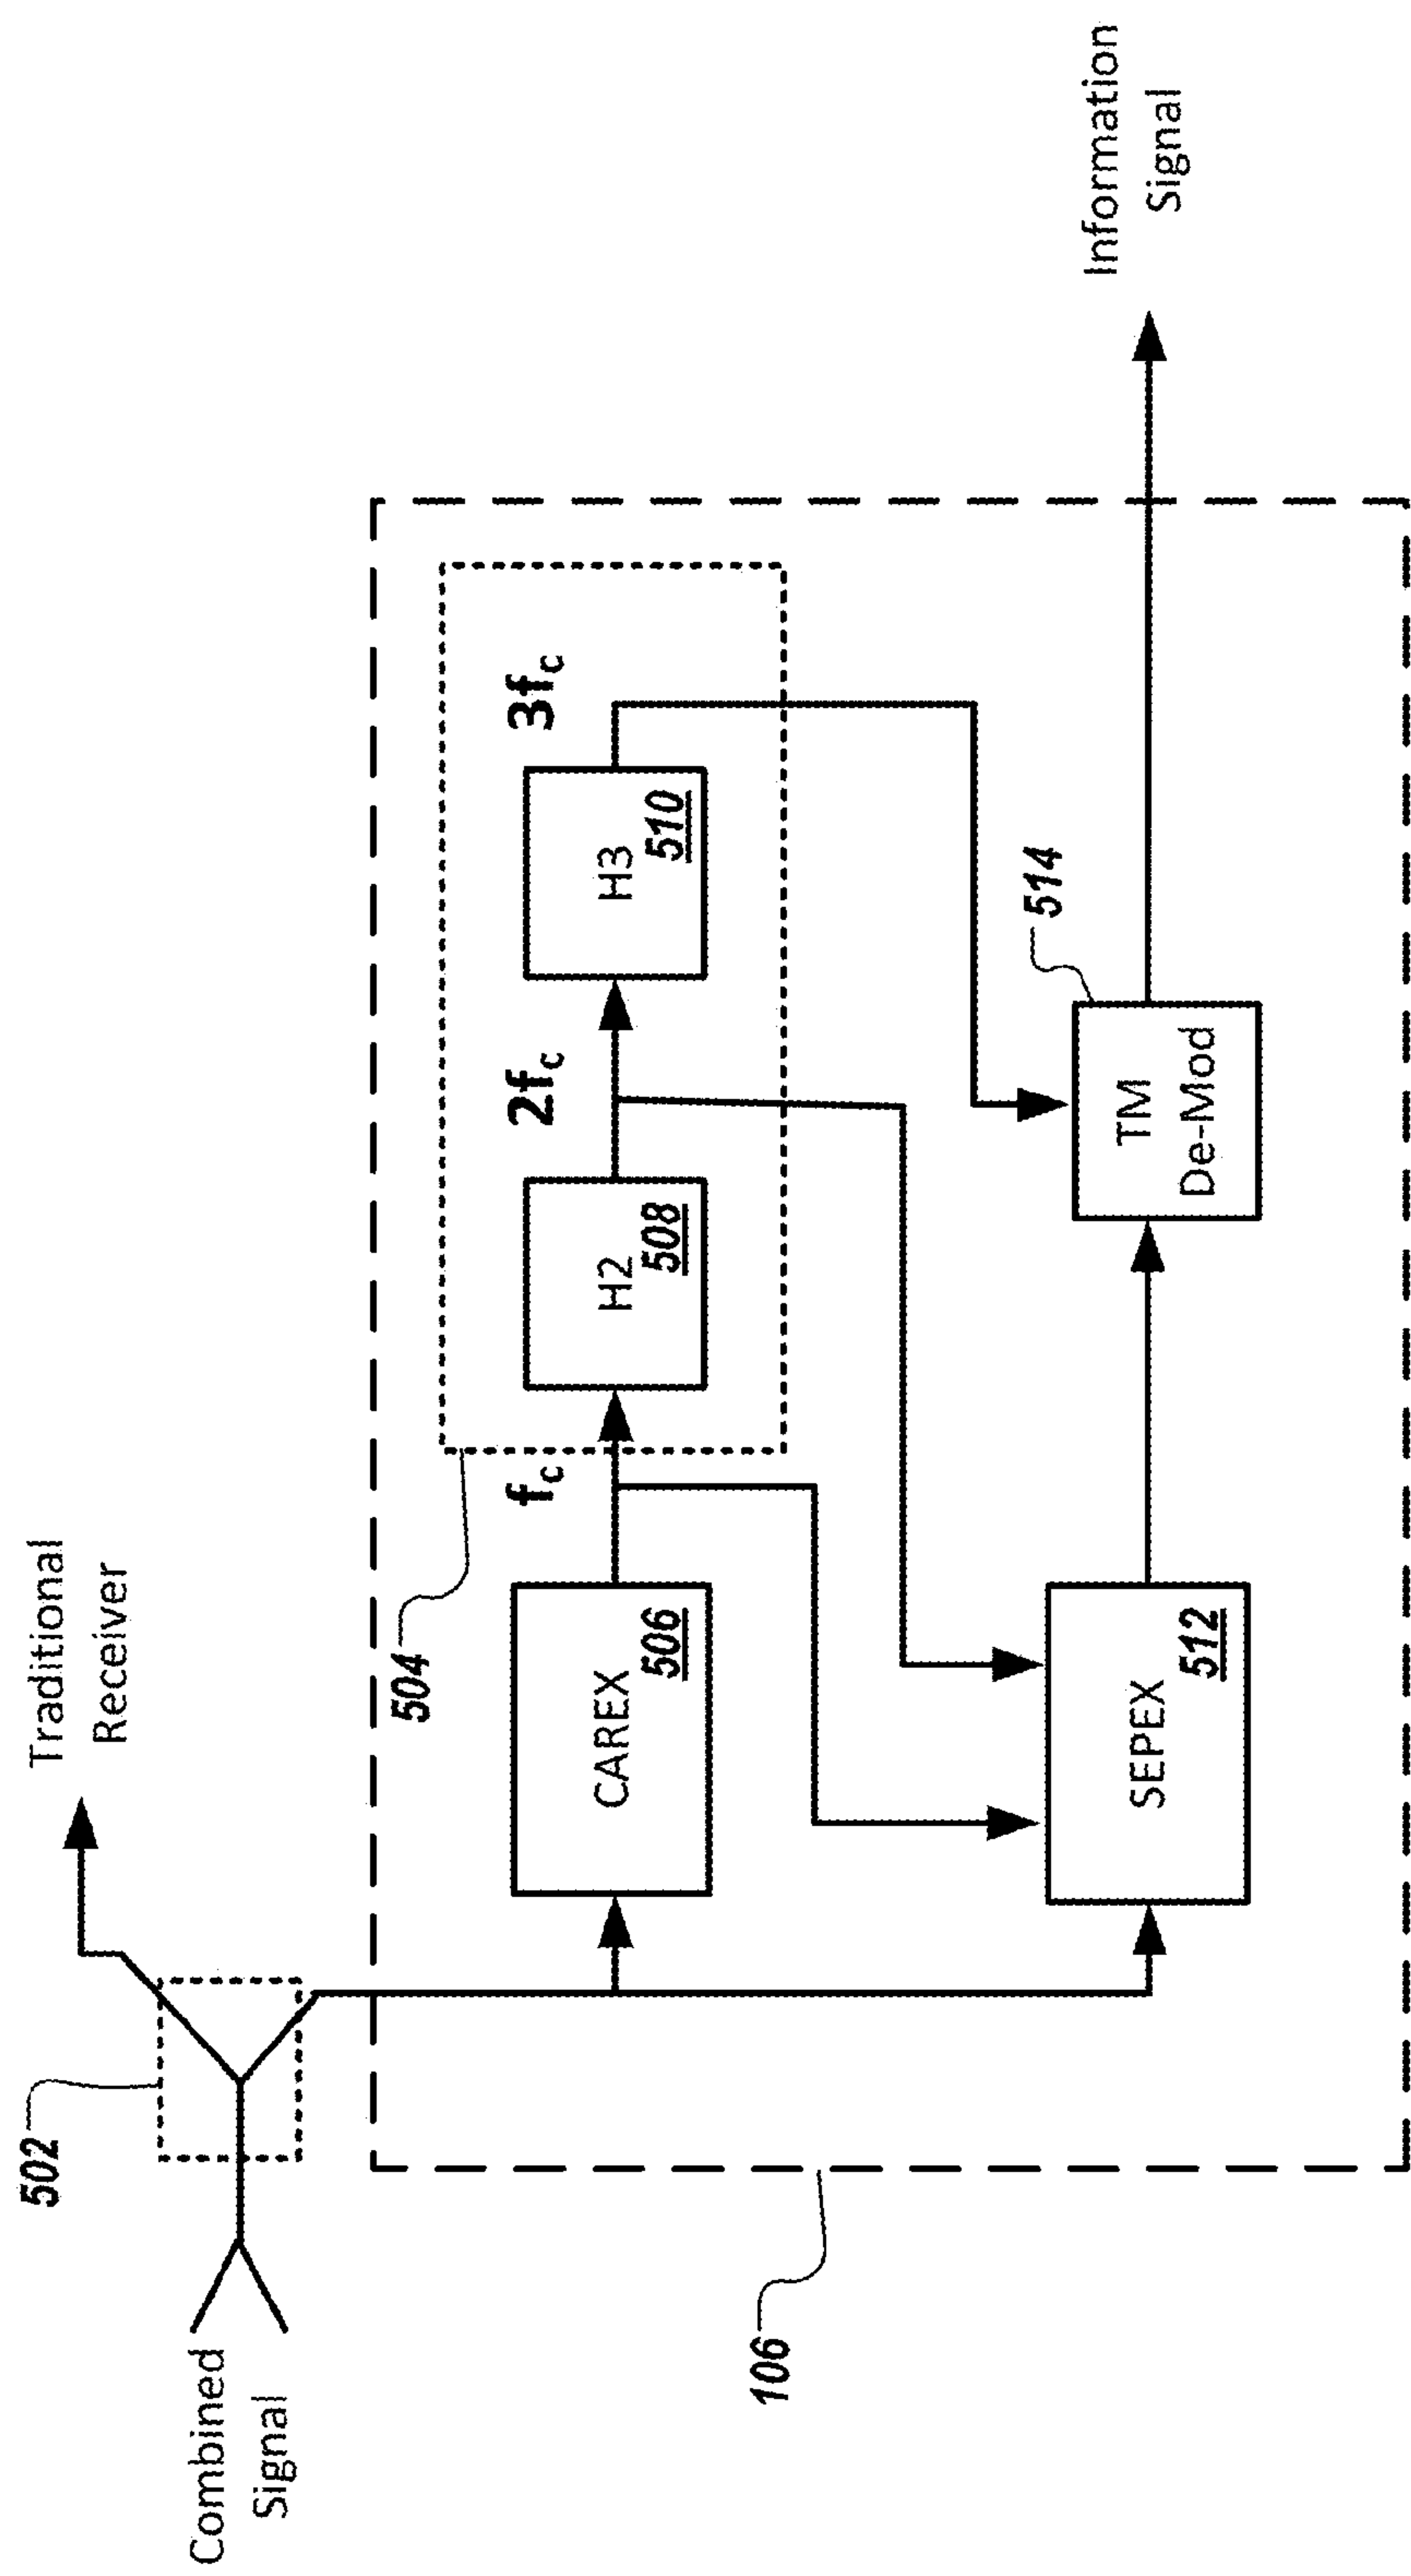 Traditional
Receiver
502
Combined
Signal
504
fc
2fc
3fc
CAREX
506
H2
508
H3
510
514
SEPEX
512
TM
De-Mod
Information
Signal
106